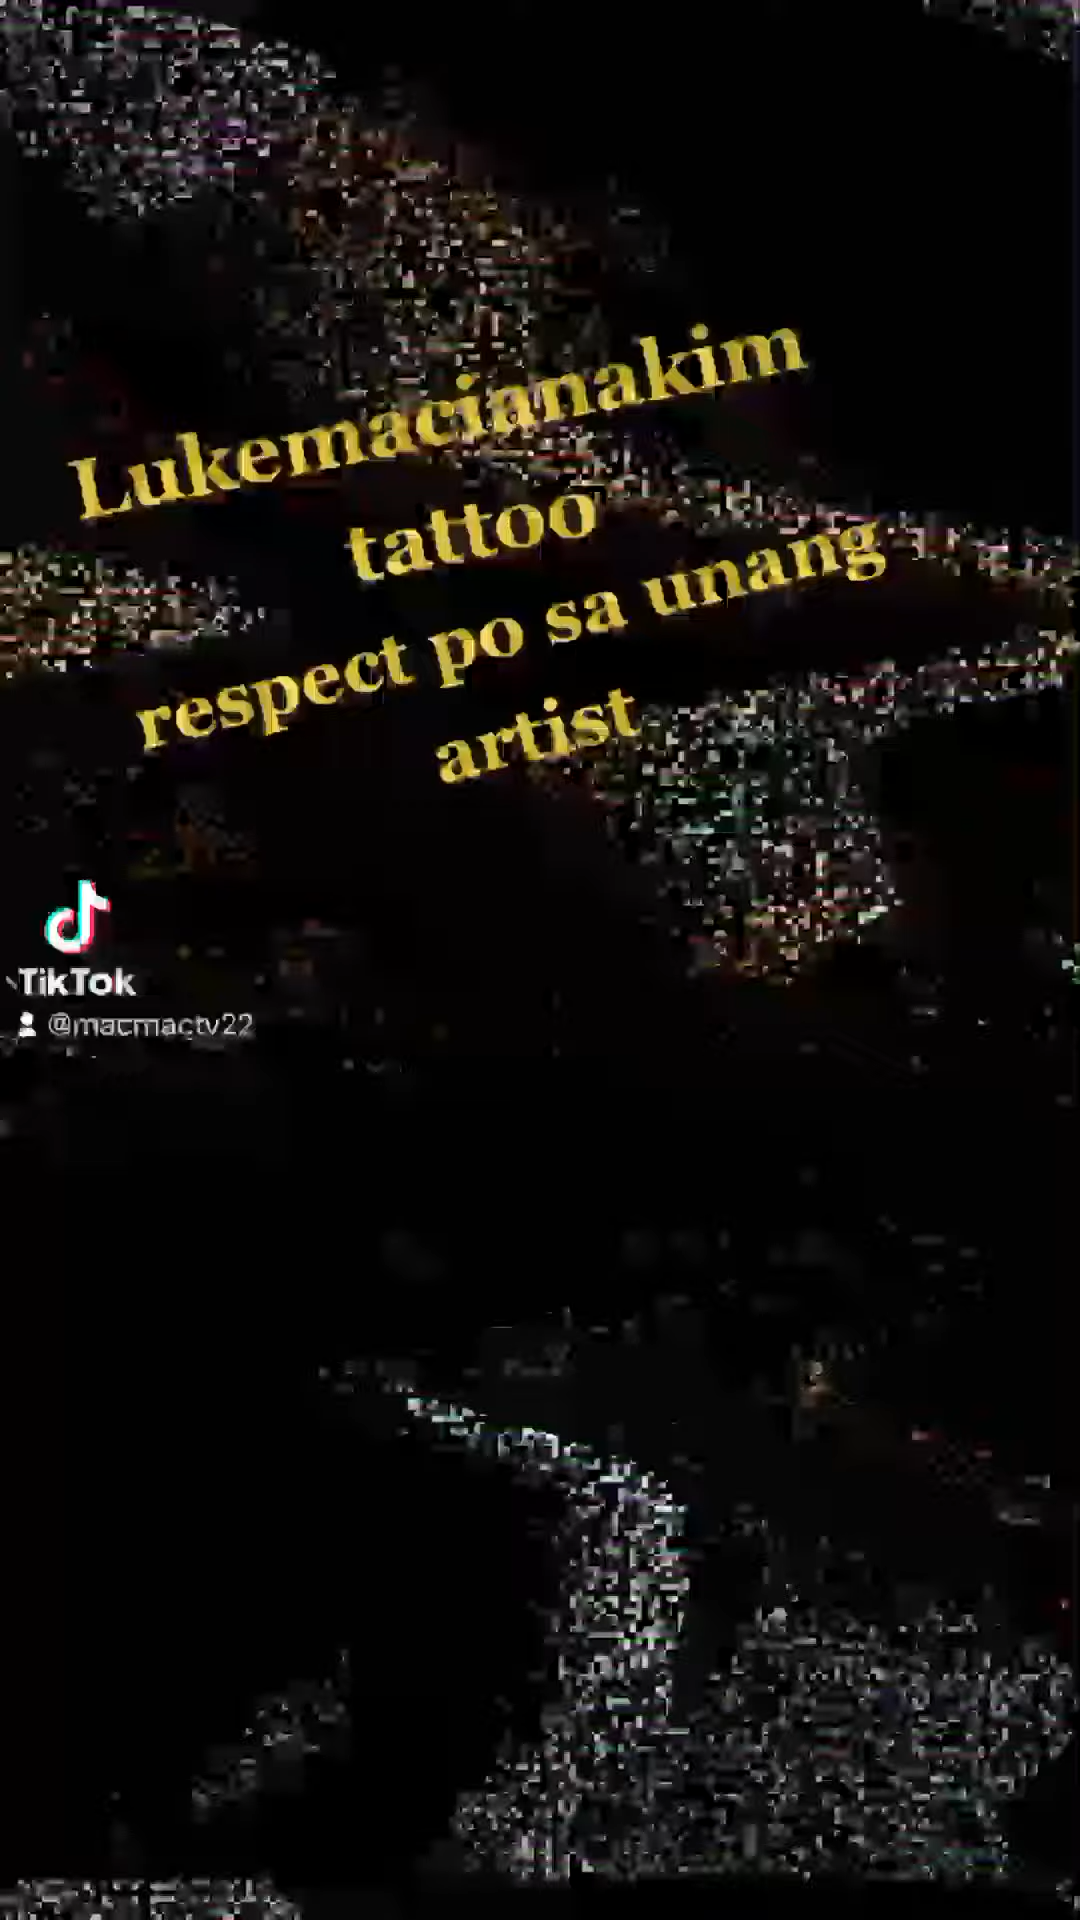 Lukemacianakim
tattoo
respect po sa unang
artist
TikTok
@macmactv22